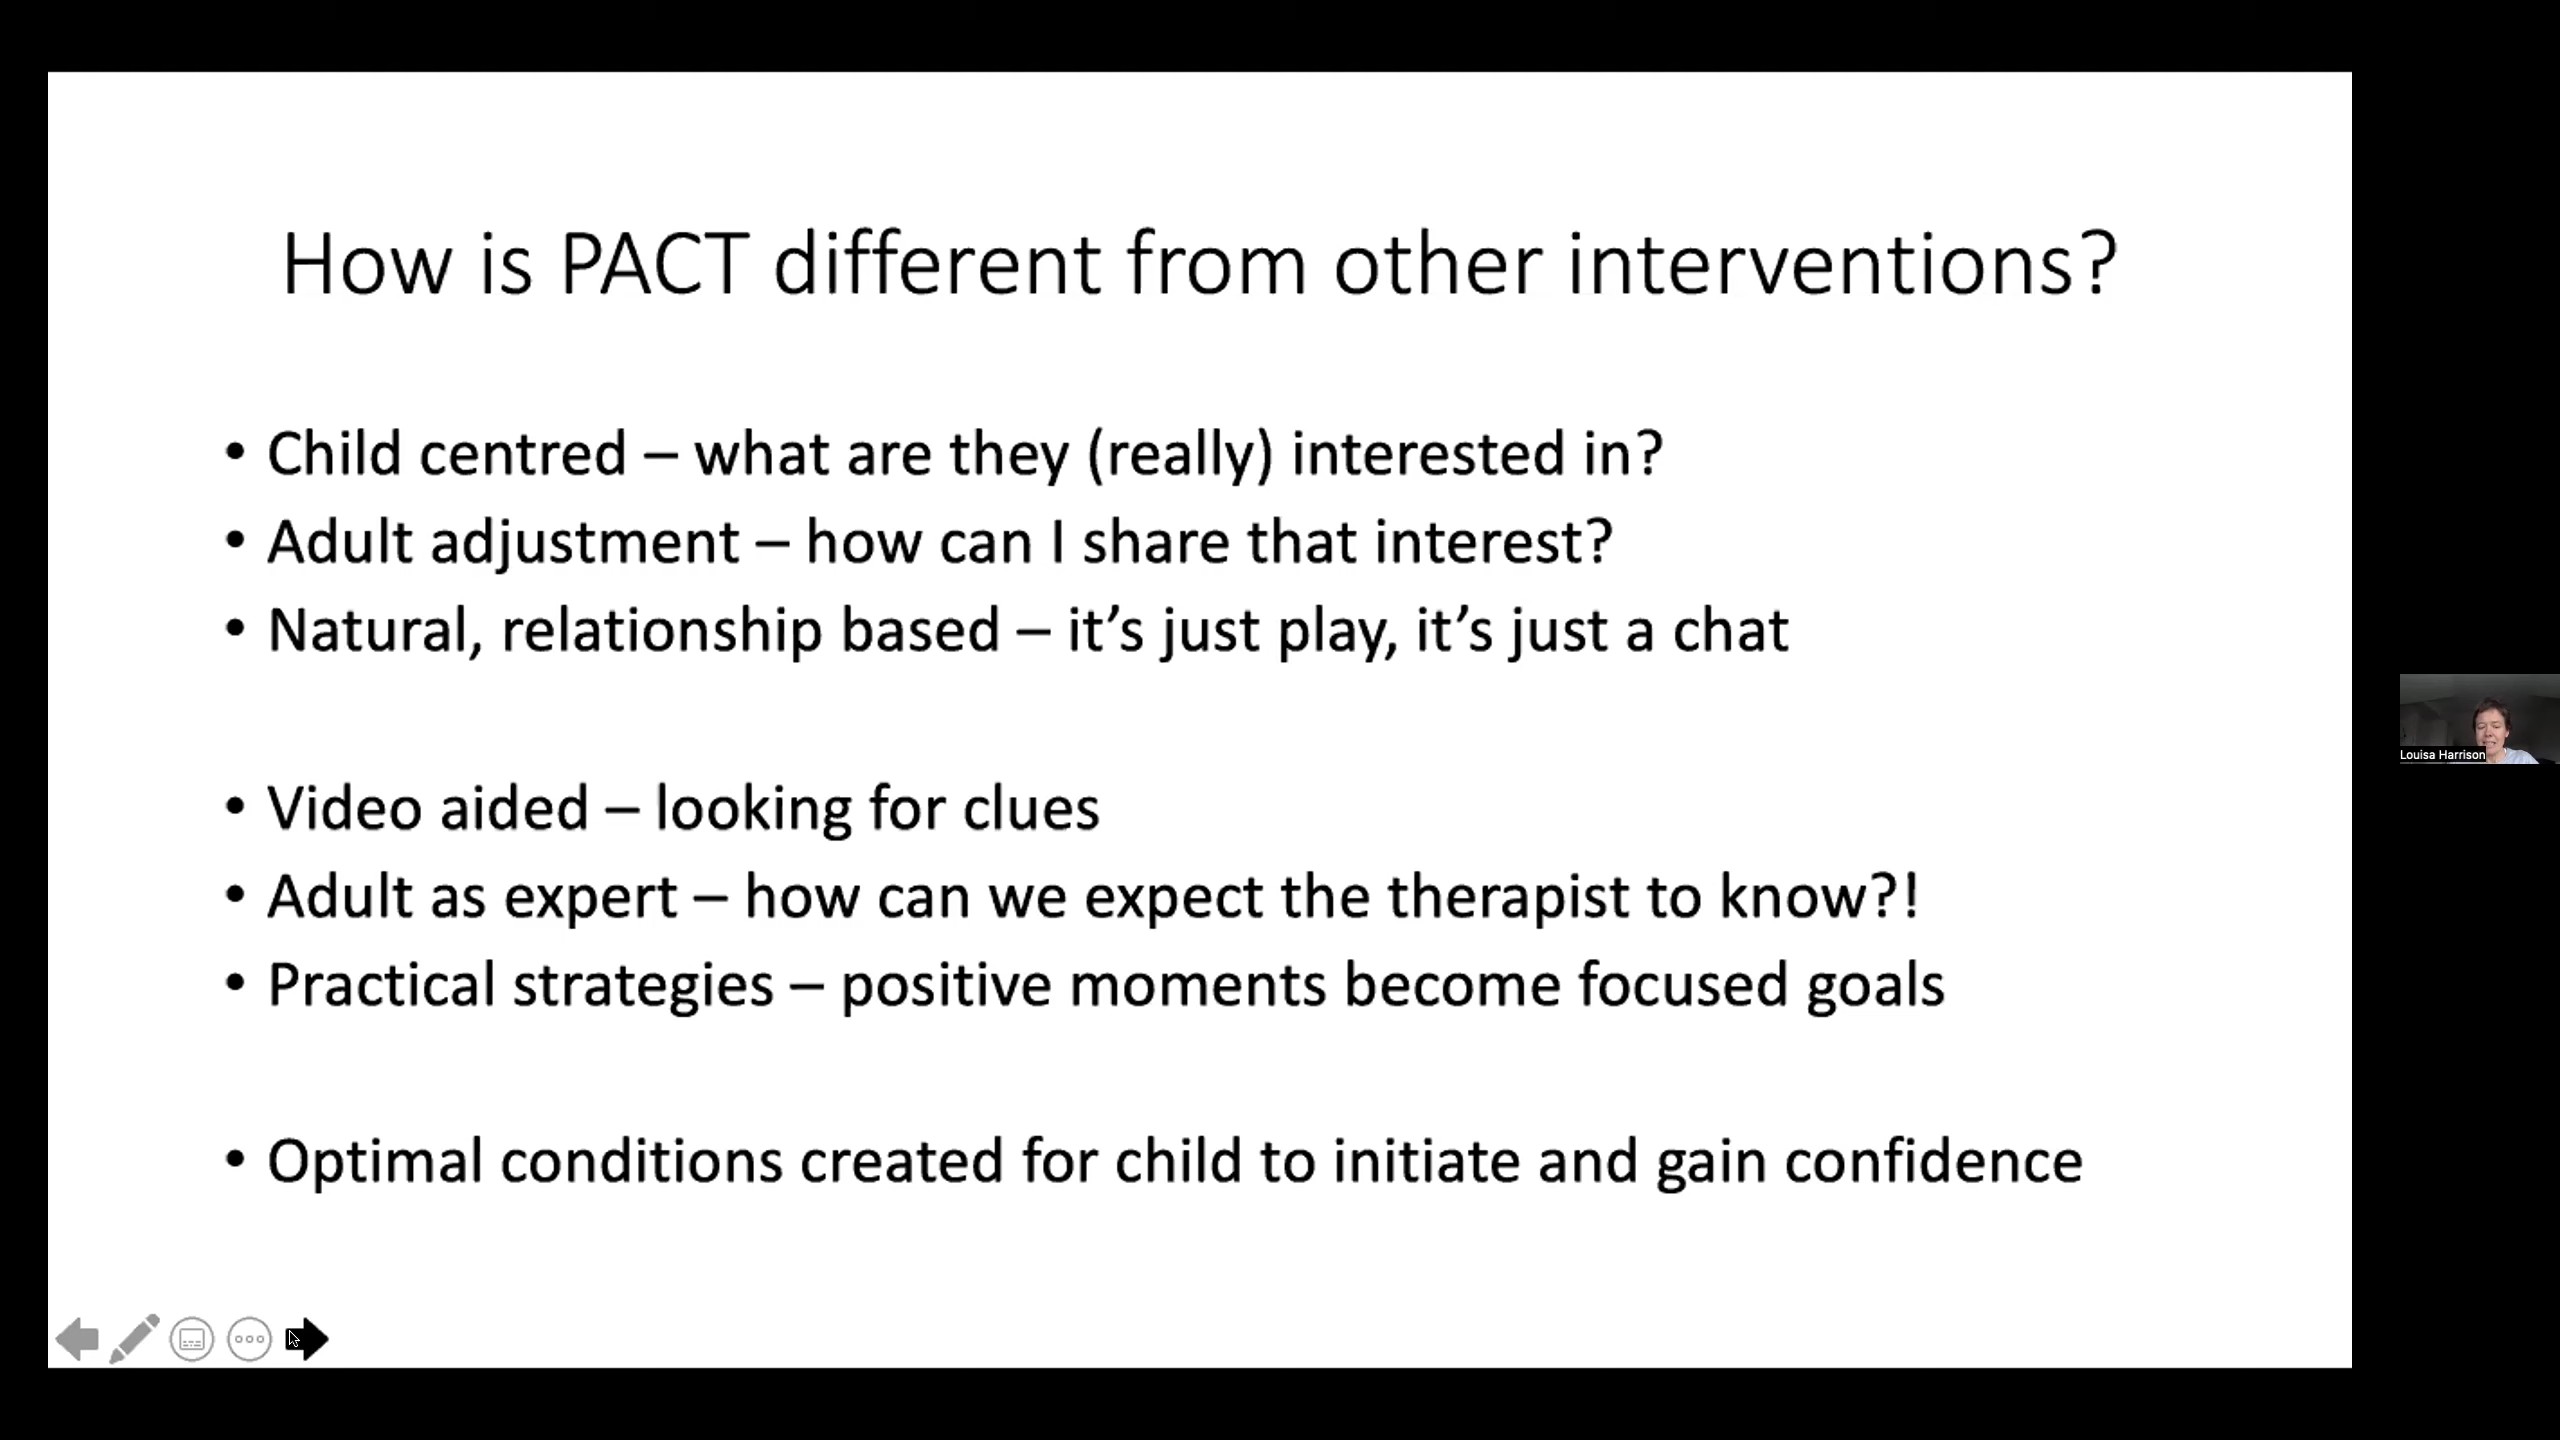 How is PACT different from other interventions?
• Child centred – what are they (really) interested in?
• Adult adjustment – how can I share that interest?
• Natural, relationship based – it’s just play, it’s just a chat
• Video aided – looking for clues
• Adult as expert – how can we expect the therapist to know?!
• Practical strategies – positive moments become focused goals
• Optimal conditions created for child to initiate and gain confidence
Louisa Harrison